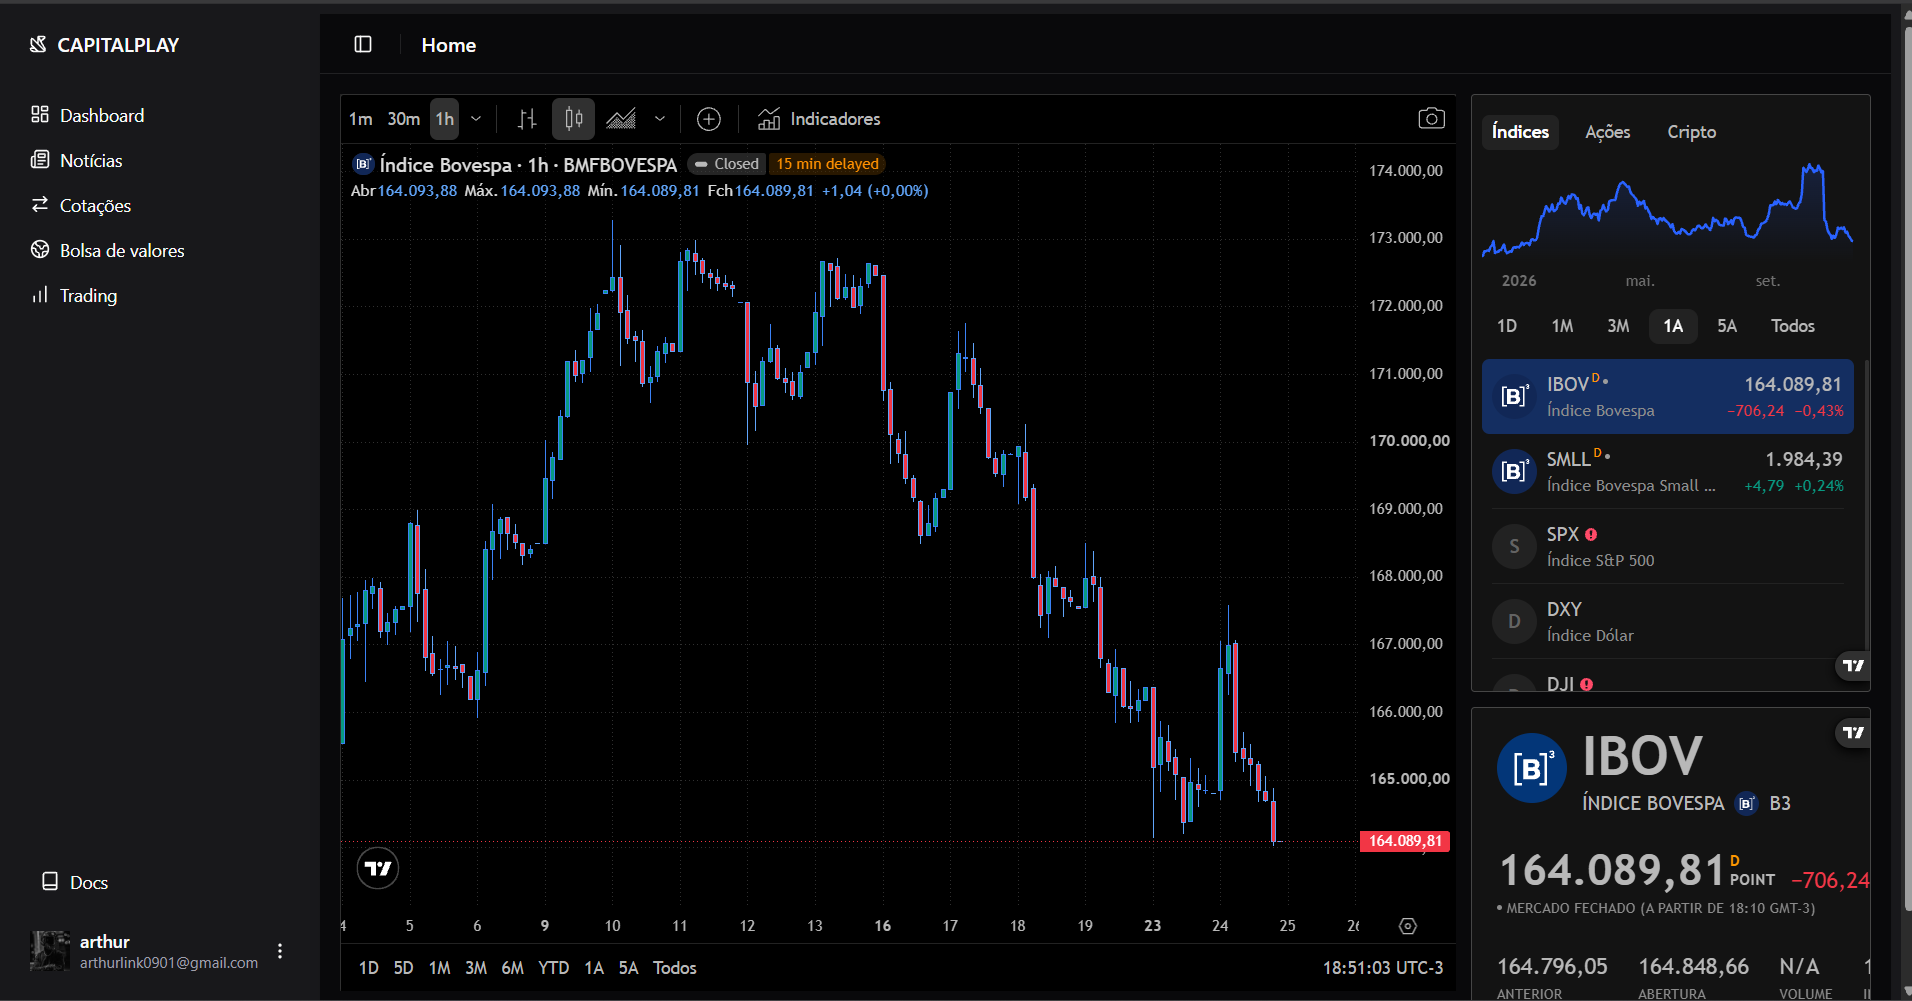 CAPITALPLAY
Dashboard
Notícias
Cotações
Bolsa de valores
Trading
Docs
arthur
arthurlink0901@gmail.com
Home
1m 30m 1h Indicadores
Índice Bovespa · 1h · BMFBOVESPA Closed 15 min delayed
Abr164.093,88 Máx.164.093,88 Mín.164.089,81 Fch164.089,81 +1,04 (+0,00%)
174.000,00
173.000,00
172.000,00
171.000,00
170.000,00
169.000,00
168.000,00
167.000,00
166.000,00
165.000,00
164.089,81
4 5 6 9 10 11 12 13 16 17 18 19 23 24 25
1D 5D 1M 3M 6M YTD 1A 5A Todos 18:51:03 UTC-3
Índices Ações Cripto
2026 mai. set.
1D 1M 3M 1A 5A Todos
[B]³ IBOV D 164.089,81
Índice Bovespa −706,24 −0,43%
[B]³ SMLL D 1.984,39
Índice Bovespa Small ... +4,79 +0,24%
S SPX
Índice S&P 500
D DXY
Índice Dólar
DJI
[B]³ IBOV
ÍNDICE BOVESPA [B]³ B3
164.089,81 D POINT −706,24
• MERCADO FECHADO (A PARTIR DE 18:10 GMT-3)
164.796,05 164.848,66 N/A
ANTERIOR ABERTURA VOLUME